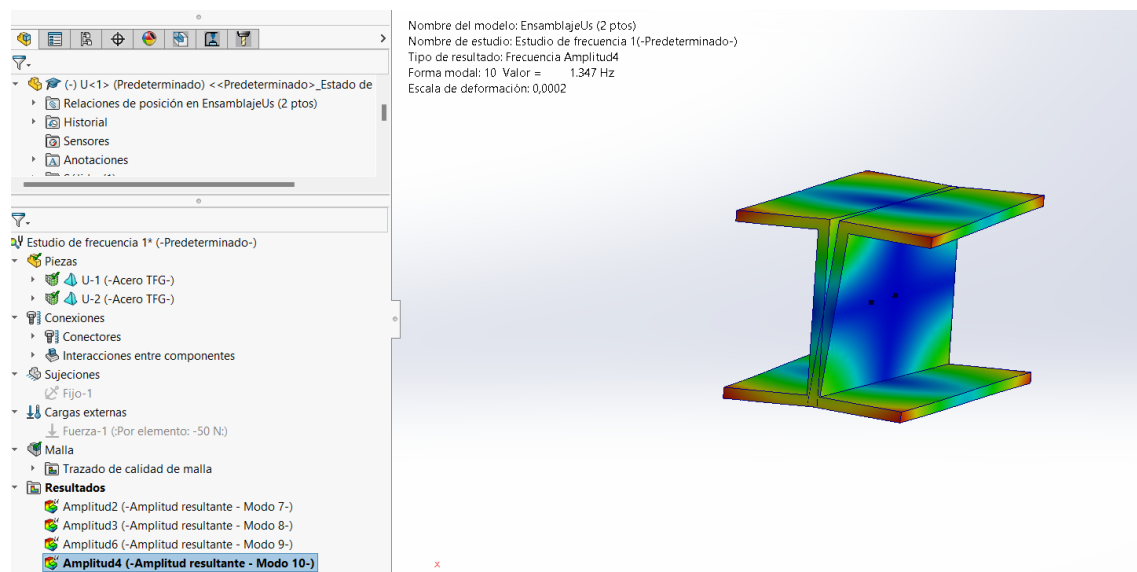 (-) U<1> (Predeterminado) <<Predeterminado>_Estado de
Relaciones de posición en EnsamblajeUs (2 ptos)
Historial
Sensores
Anotaciones
Estudio de frecuencia 1* (-Predeterminado-)
Piezas
U-1 (-Acero TFG-)
U-2 (-Acero TFG-)
Conexiones
Conectores
Interacciones entre componentes
Sujeciones
Fijo-1
Cargas externas
Fuerza-1 (:Por elemento: -50 N:)
Malla
Trazado de calidad de malla
Resultados
Amplitud2 (-Amplitud resultante - Modo 7-)
Amplitud3 (-Amplitud resultante - Modo 8-)
Amplitud6 (-Amplitud resultante - Modo 9-)
Amplitud4 (-Amplitud resultante - Modo 10-)
Nombre del modelo: EnsamblajeUs (2 ptos)
Nombre de estudio: Estudio de frecuencia 1(-Predeterminado-)
Tipo de resultado: Frecuencia Amplitud4
Forma modal: 10 Valor = 1.347 Hz
Escala de deformación: 0,0002
x